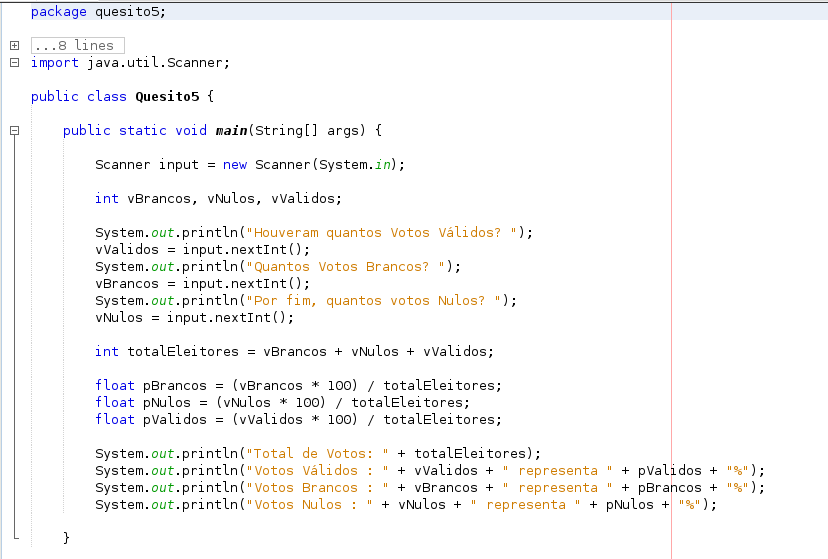 package quesito5;
...8 lines
import java.util.Scanner;
public class Quesito5 {
public static void main(String[] args) {
Scanner input = new Scanner(System.in);
int vBrancos, vNulos, vValidos;
System.out.println("Houveram quantos Votos Válidos? ");
vValidos = input.nextInt();
System.out.println("Quantos Votos Brancos? ");
vBrancos = input.nextInt();
System.out.println("Por fim, quantos votos Nulos? ");
vNulos = input.nextInt();
int totalEleitores = vBrancos + vNulos + vValidos;
float pBrancos = (vBrancos * 100) / totalEleitores;
float pNulos = (vNulos * 100) / totalEleitores;
float pValidos = (vValidos * 100) / totalEleitores;
System.out.println("Total de Votos: " + totalEleitores);
System.out.println("Votos Válidos : " + vValidos + " representa " + pValidos + "%");
System.out.println("Votos Brancos : " + vBrancos + " representa " + pBrancos + "%");
System.out.println("Votos Nulos : " + vNulos + " representa " + pNulos + "%");
}